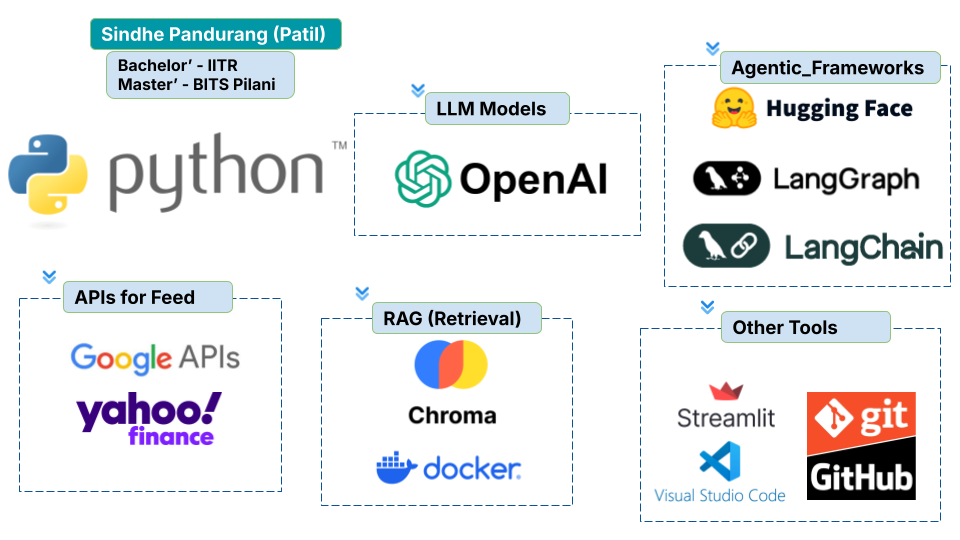 Sindhe Pandurang (Patil)
Bachelor’ - IITR
Master’ - BITS Pilani
python™
LLM Models
OpenAI
Agentic_Frameworks
Hugging Face
LangGraph
LangChain
APIs for Feed
Google APIs
yahoo!
finance
RAG (Retrieval)
Chroma
docker
Other Tools
Streamlit
Visual Studio Code
git
GitHub